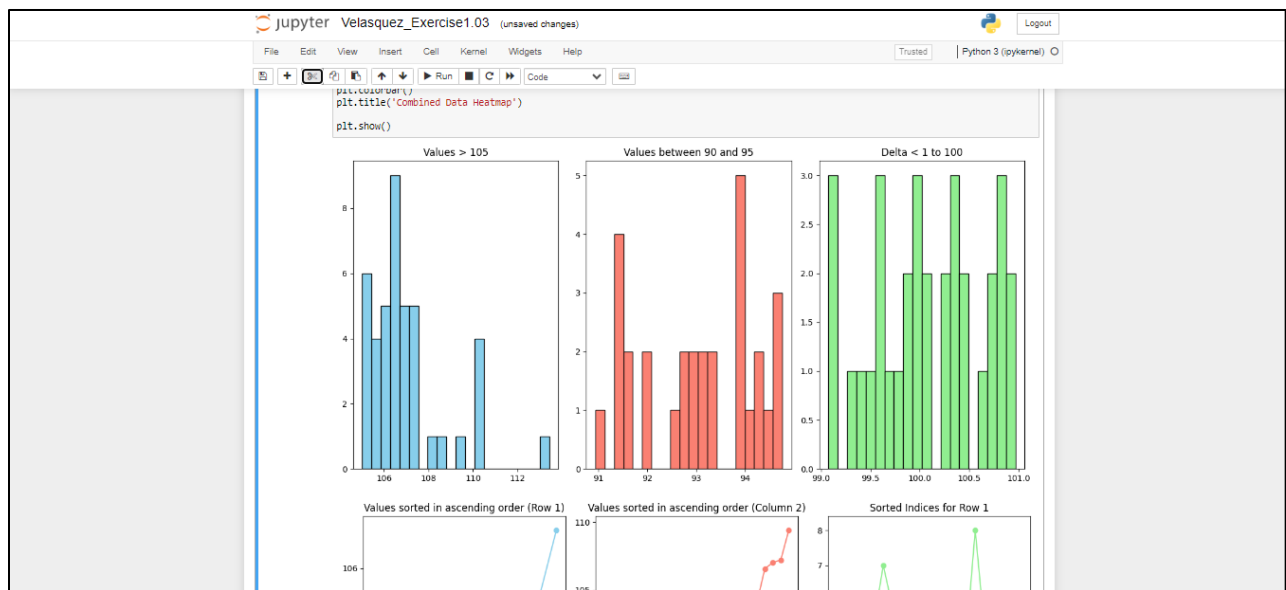 jupyter Velasquez_Exercise1.03 (unsaved changes)
Logout
File Edit View Insert Cell Kernel Widgets Help
Trusted
Python 3 (ipykernel)
Run
Code
plt.colorbar()
plt.title('Combined Data Heatmap')
plt.show()
Values > 105
8
6
4
2
0
106 108 110 112
Values between 90 and 95
5
4
3
2
1
0
91 92 93 94
Delta < 1 to 100
3.0
2.5
2.0
1.5
1.0
0.5
0.0
99.0 99.5 100.0 100.5 101.0
Values sorted in ascending order (Row 1)
106
Values sorted in ascending order (Column 2)
110
105
Sorted Indices for Row 1
8
7